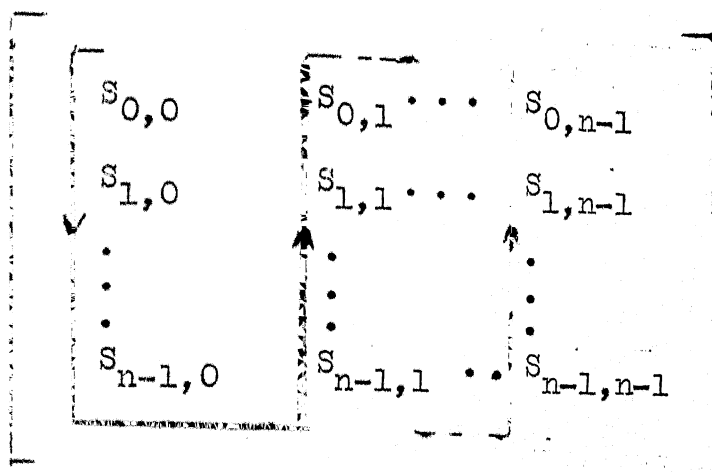 S0,0 S0,1 ··· S0,n-1
S1,0 S1,1 ··· S1,n-1
Sn-1,0 Sn-1,1 ·· Sn-1,n-1